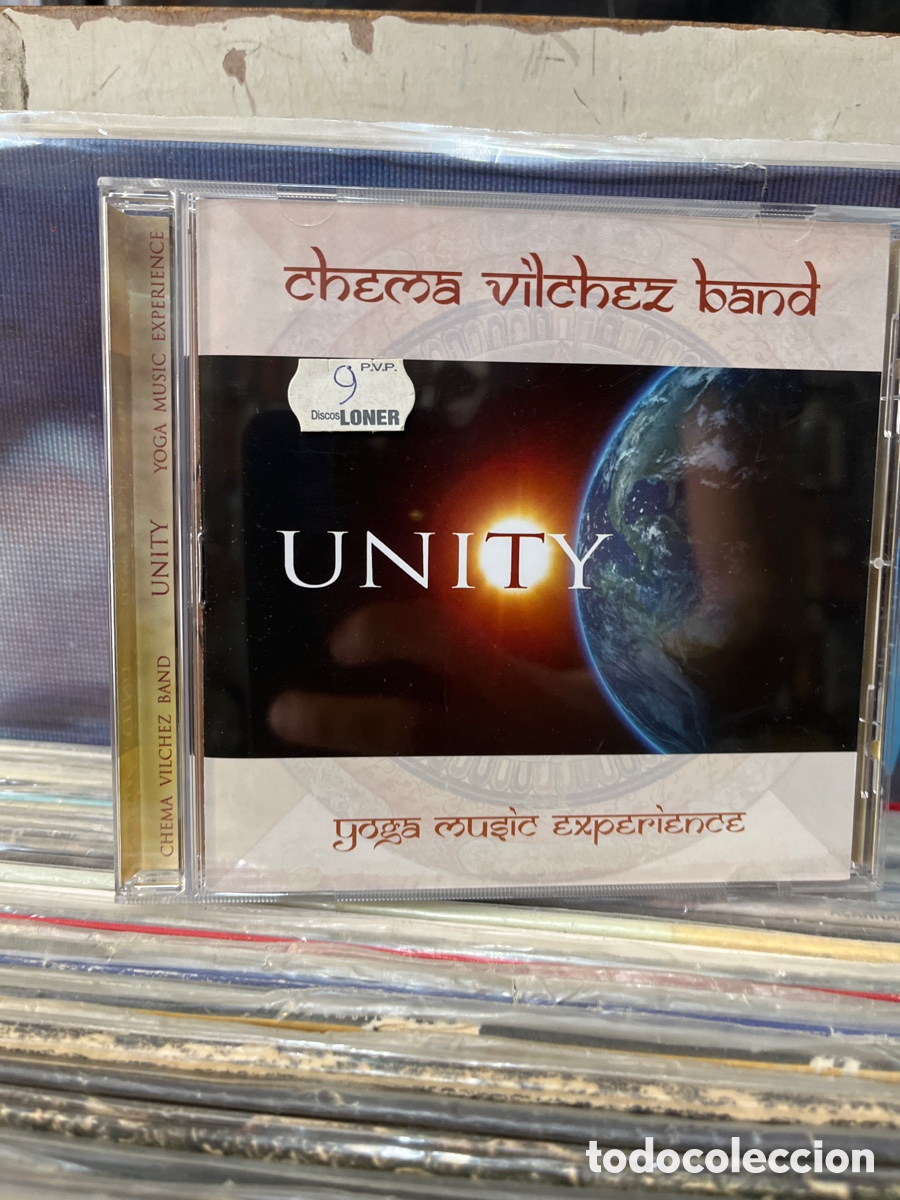 chema vilchez band
P.V.P.
9
Discos LONER
UNITY
yoga music experience
CHEMA VILCHEZ BAND UNITY YOGA MUSIC EXPERIENCE
todocoleccion